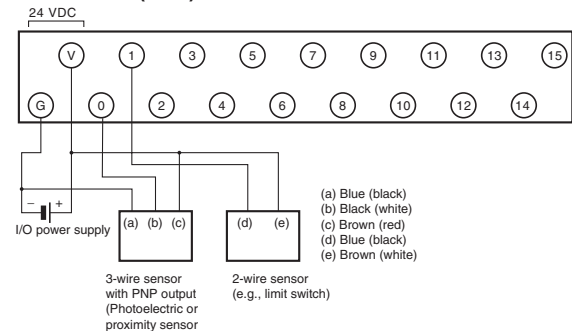 24 VDC
V 1 3 5 7 9 11 13 15
G 0 2 4 6 8 10 12 14
− +
I/O power supply
(a) (b) (c)
(d) (e)
(a) Blue (black)
(b) Black (white)
(c) Brown (red)
(d) Blue (black)
(e) Brown (white)
3-wire sensor
with PNP output
(Photoelectric or
proximity sensor
2-wire sensor
(e.g., limit switch)